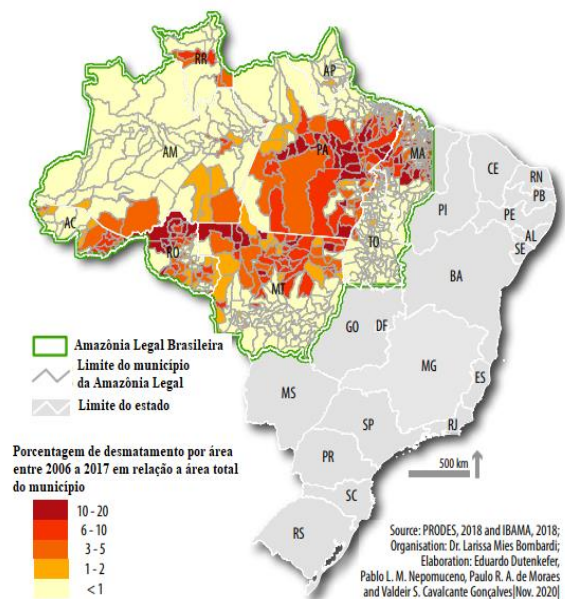 RR
AP
AM
PA
MA
CE
RN
PB
PI
PE
AL
SE
AC
RO
TO
MT
BA
GO
DF
MG
ES
MS
SP
RJ
PR
SC
RS
Amazônia Legal Brasileira
Limite do município
da Amazônia Legal
Limite do estado
500 km
Porcentagem de desmatamento por área
entre 2006 a 2017 em relação a área total
do município
10 - 20
6 - 10
3 - 5
1 - 2
< 1
Source: PRODES, 2018 and IBAMA, 2018;
Organisation: Dr. Larissa Mies Bombardi;
Elaboration: Eduardo Dutenkefer,
Pablo L. M. Nepomuceno, Paulo R. A. de Moraes
and Valdeir S. Cavalcante Gonçalves|Nov. 2020|